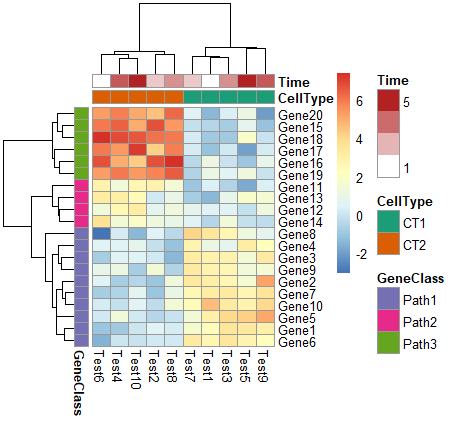 Time
CellType
Gene20
Gene15
Gene18
Gene17
Gene16
Gene19
Gene11
Gene13
Gene12
Gene14
Gene8
Gene4
Gene3
Gene9
Gene2
Gene7
Gene10
Gene5
Gene1
Gene6
GeneClass
Test6
Test4
Test10
Test2
Test8
Test7
Test1
Test3
Test5
Test9
6
4
2
0
-2
Time
5
1
CellType
CT1
CT2
GeneClass
Path1
Path2
Path3